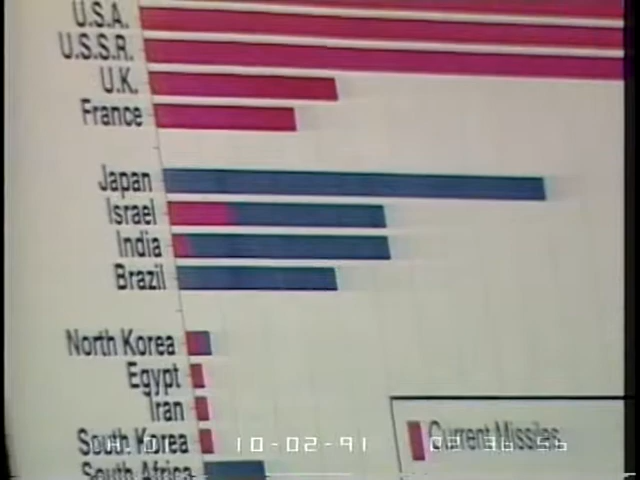 U.S.A.
U.S.S.R.
U.K.
France
Japan
Israel
India
Brazil
North Korea
Egypt
Iran
Current Missiles
South Korea
10-02-91
South Africa